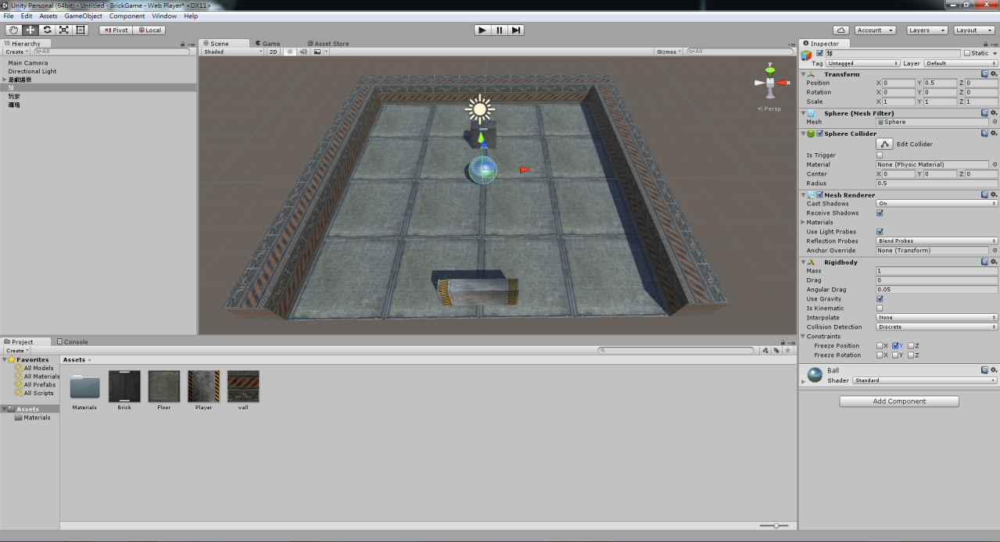 Unity Personal (64bit) - Untitled - BrickGame - Web Player* <DX11>
File Edit Assets GameObject Component Window Help
Pivot Local Account Layers Layout
Hierarchy
Create All
Main Camera
Directional Light
遊戲場景
球
玩家
磚塊
Scene Game Asset Store
Shaded 2D Gizmos All
y
x
Persp
Inspector
球 Static
Tag Untagged Layer Default
Transform
Position X 0 Y 0.5 Z 0
Rotation X 0 Y 0 Z 0
Scale X 1 Y 1 Z 1
Sphere (Mesh Filter)
Mesh Sphere
Sphere Collider
Edit Collider
Is Trigger
Material None (Physic Material)
Center X 0 Y 0 Z 0
Radius 0.5
Mesh Renderer
Cast Shadows On
Receive Shadows
Materials
Use Light Probes
Reflection Probes Blend Probes
Anchor Override None (Transform)
Rigidbody
Mass 1
Drag 0
Angular Drag 0.05
Use Gravity
Is Kinematic
Interpolate None
Collision Detection Discrete
Constraints
Freeze Position X Y Z
Freeze Rotation X Y Z
Ball
Shader Standard
Add Component
Project Console
Create
Favorites
All Models
All Materials
All Prefabs
All Scripts
Assets
Materials
Assets
Materials Brick Floor Player wall